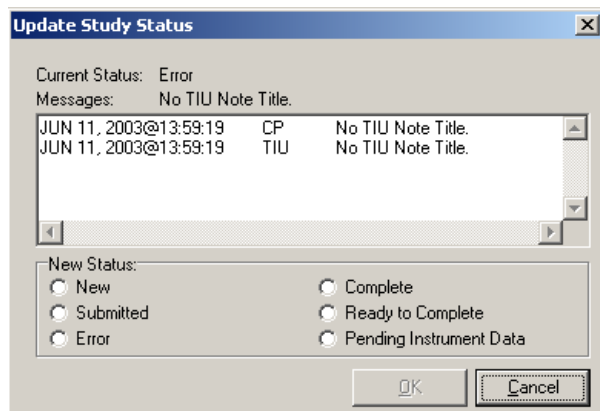 Update Study Status
Current Status: Error
Messages: No TIU Note Title.
JUN 11, 2003@13:59:19 CP No TIU Note Title.
JUN 11, 2003@13:59:19 TIU No TIU Note Title.
New Status:
New
Complete
Submitted
Ready to Complete
Error
Pending Instrument Data
OK
Cancel